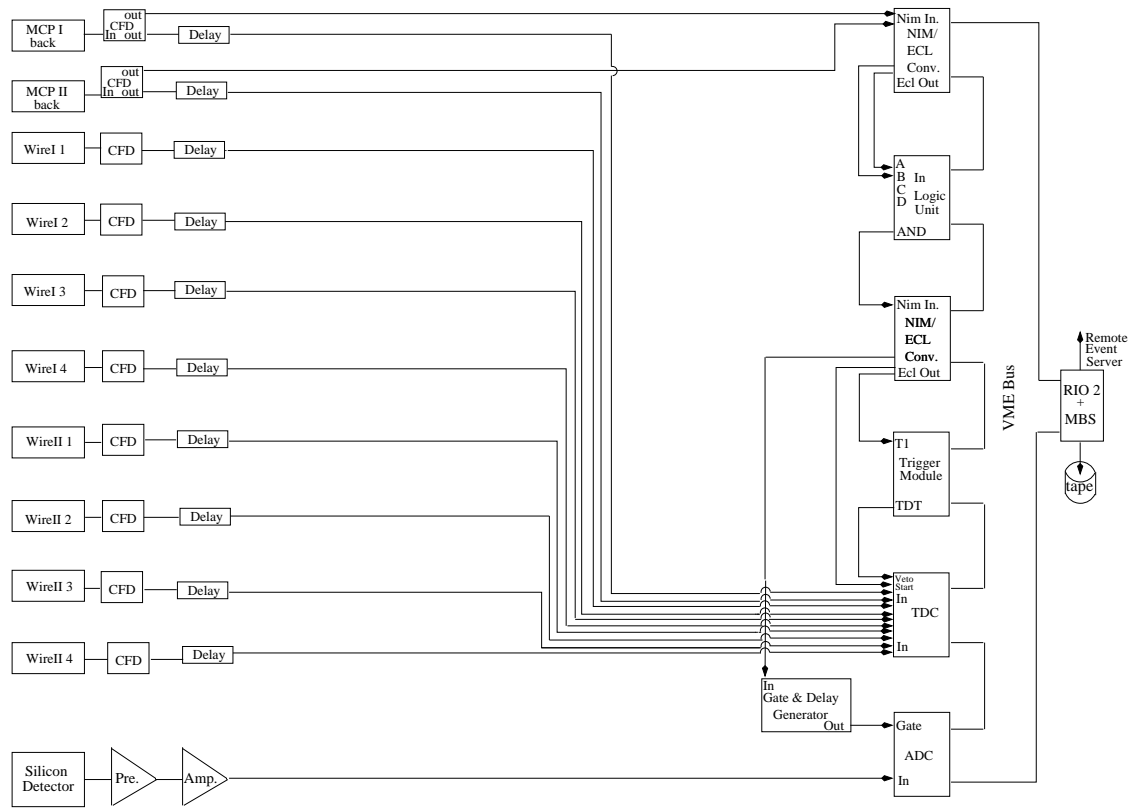 MCP I
back
out
CFD
In out
Delay
MCP II
back
out
CFD
In out
Delay
WireI 1
CFD
Delay
WireI 2
CFD
Delay
WireI 3
CFD
Delay
WireI 4
CFD
Delay
WireII 1
CFD
Delay
WireII 2
CFD
Delay
WireII 3
CFD
Delay
WireII 4
CFD
Delay
Silicon
Detector
Pre.
Amp.
Nim In.
NIM/
ECL
Conv.
Ecl Out
A
B In
C Logic
D Unit
AND
Nim In.
NIM/
ECL
Conv.
Ecl Out
T1
Trigger
Module
TDT
Veto
Start
In
TDC
In
In
Gate & Delay
Generator
Out
Gate
ADC
In
VME Bus
Remote
Event
Server
RIO 2
+
MBS
tape